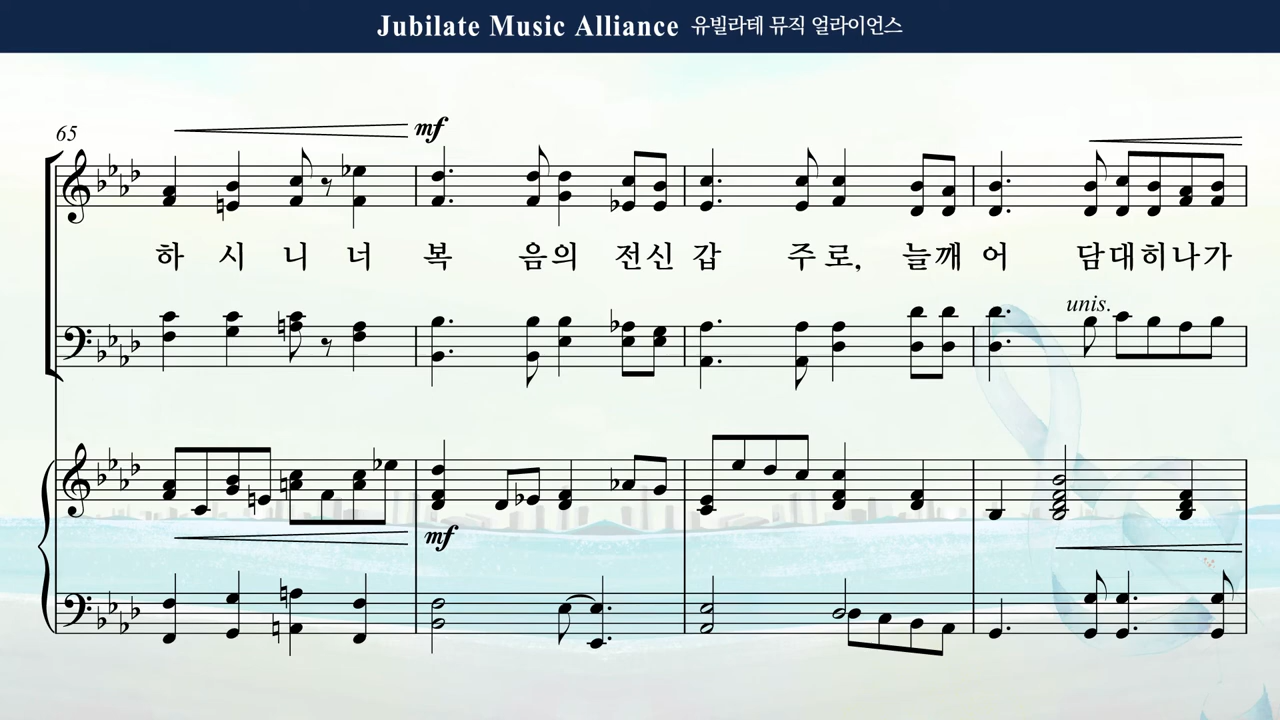 Jubilate Music Alliance 유빌라테 뮤직 얼라이언스
65
mf
하 시 니 너 복 음의 전신 갑 주 로, 늘깨 어 담대히나가
unis.
mf